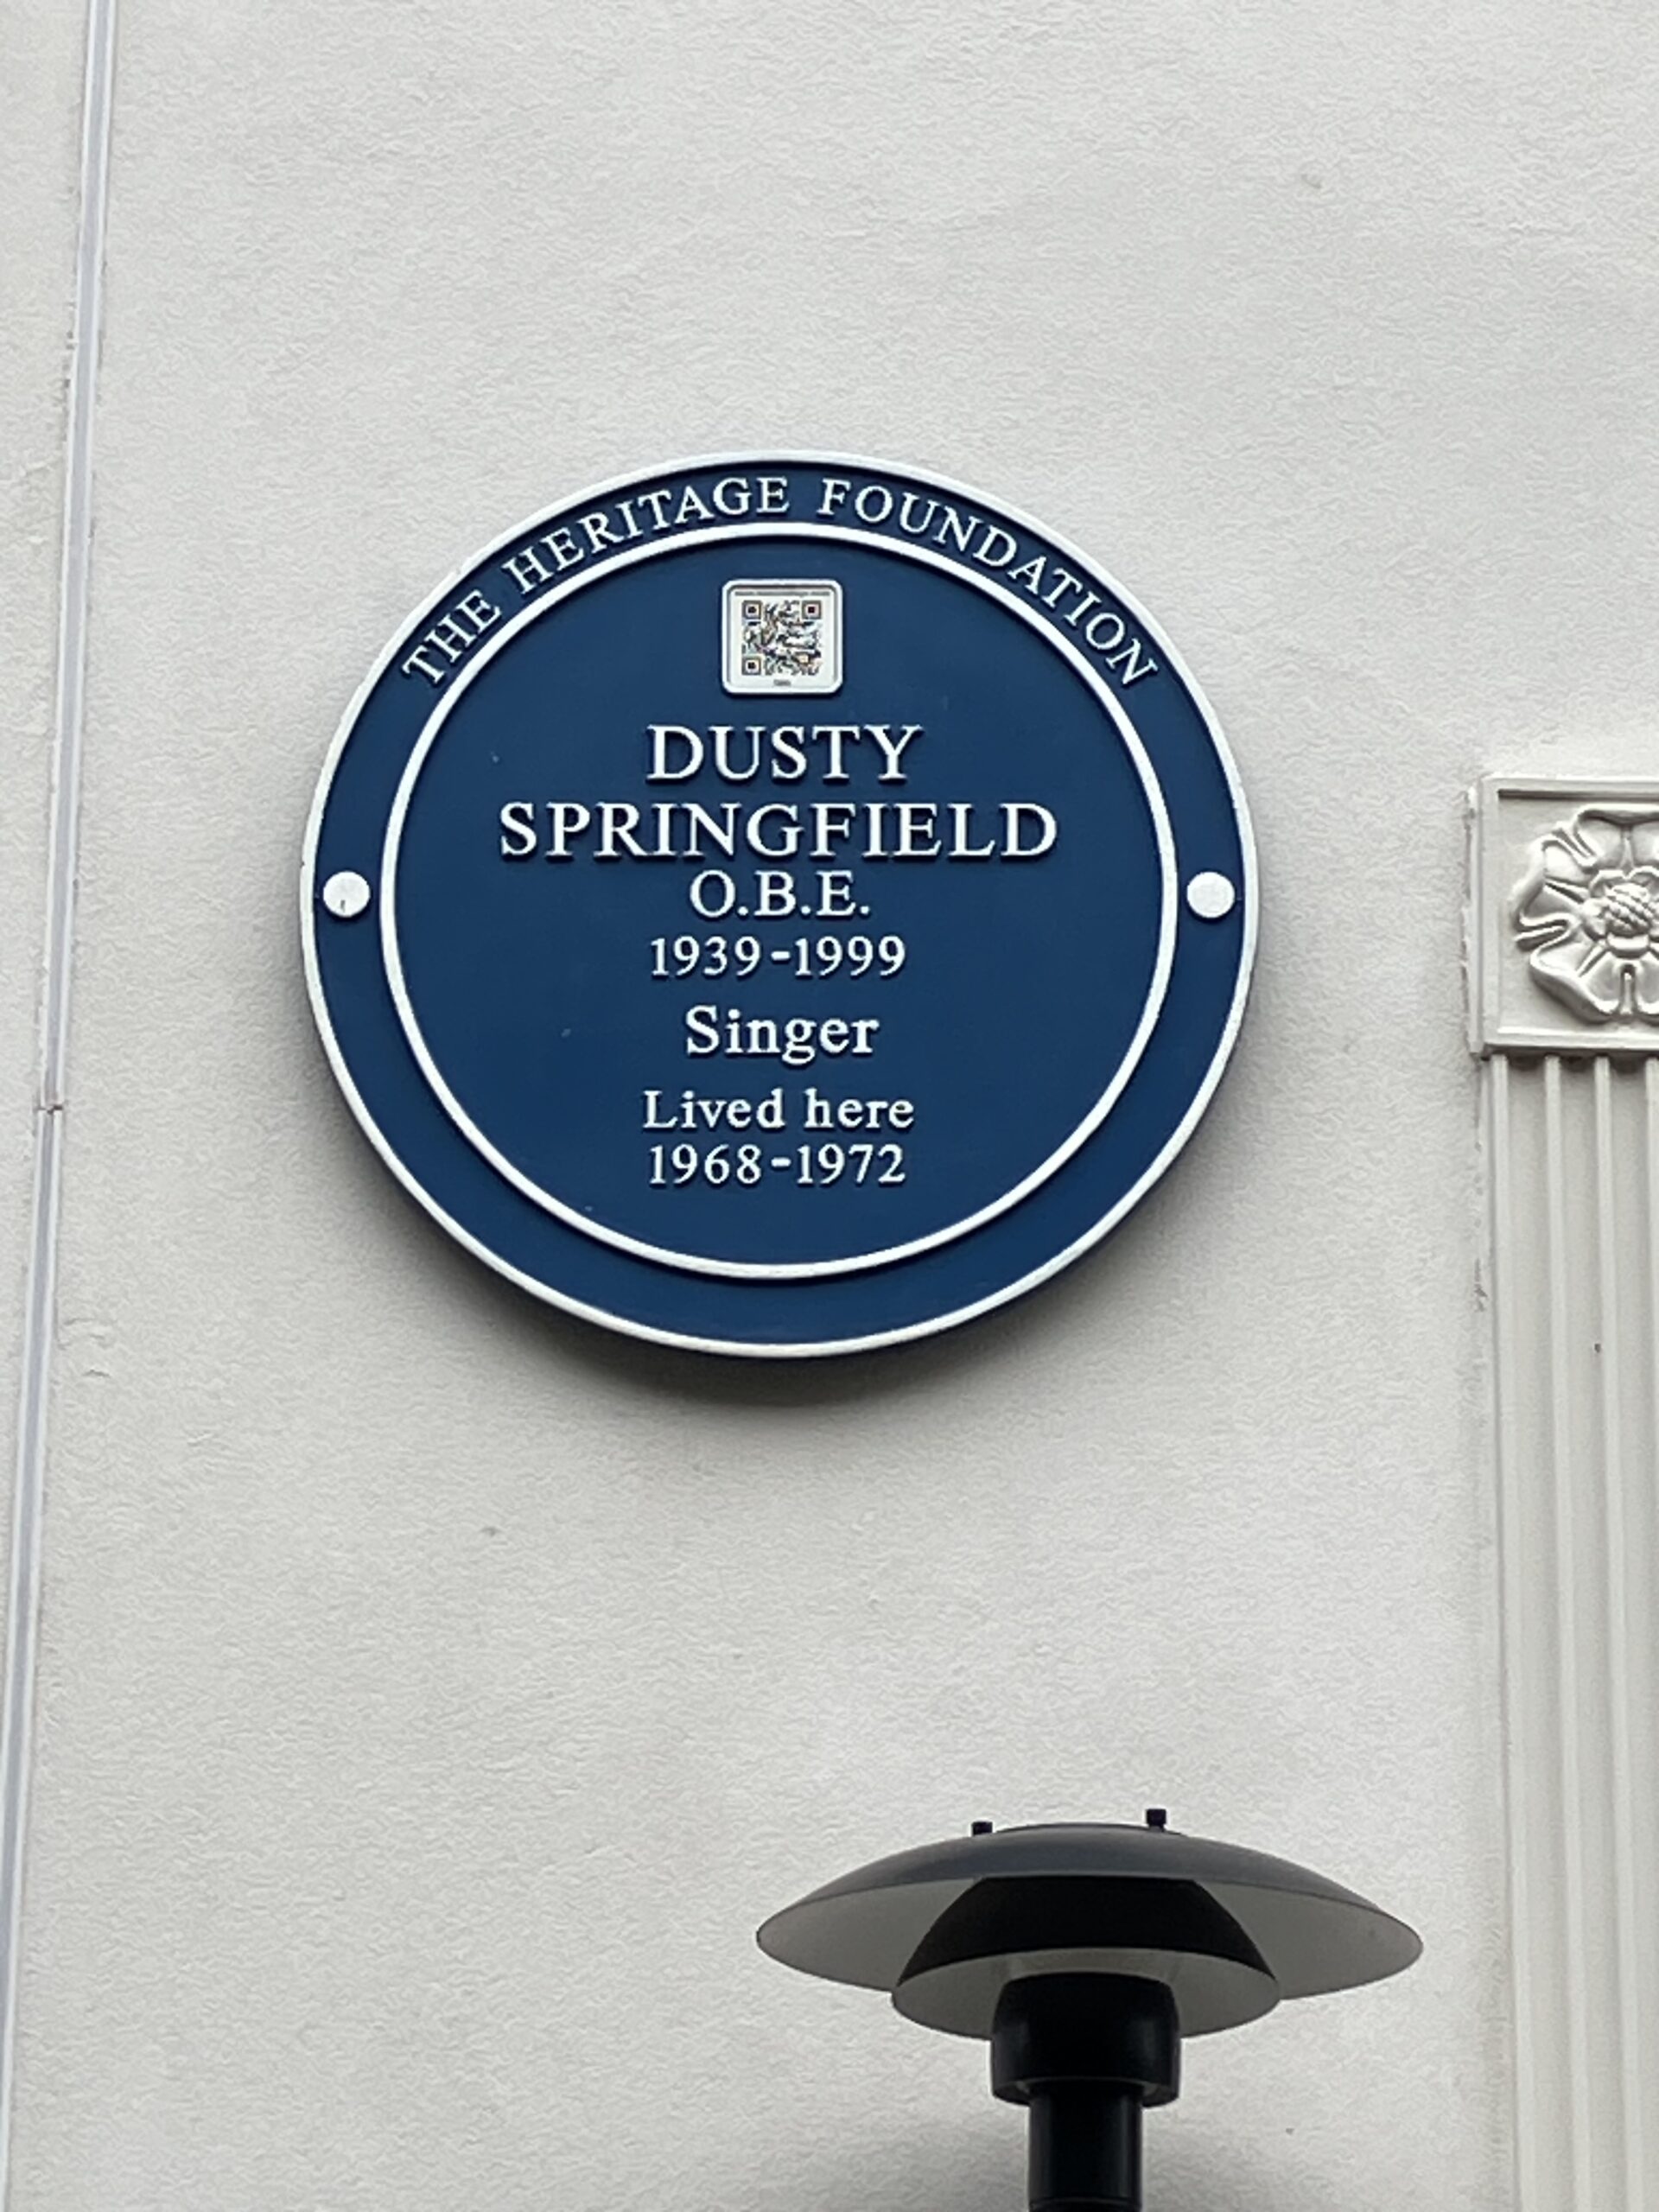 THE HERITAGE FOUNDATION
DUSTY
SPRINGFIELD
O.B.E.
1939-1999
Singer
Lived here
1968-1972